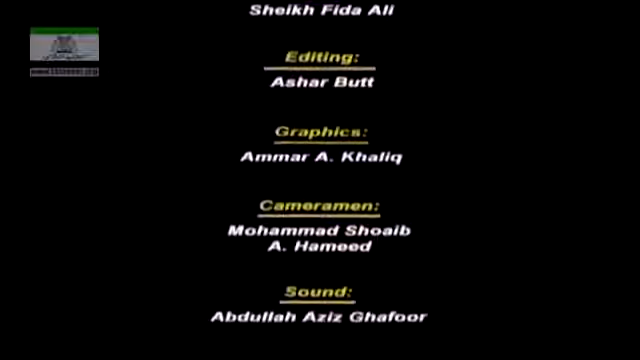 Sheikh Fida Ali
Editing:
Ashar Butt
Graphics:
Ammar A. Khaliq
Cameramen:
Mohammad Shoaib
A. Hameed
Sound:
Abdullah Aziz Ghafoor